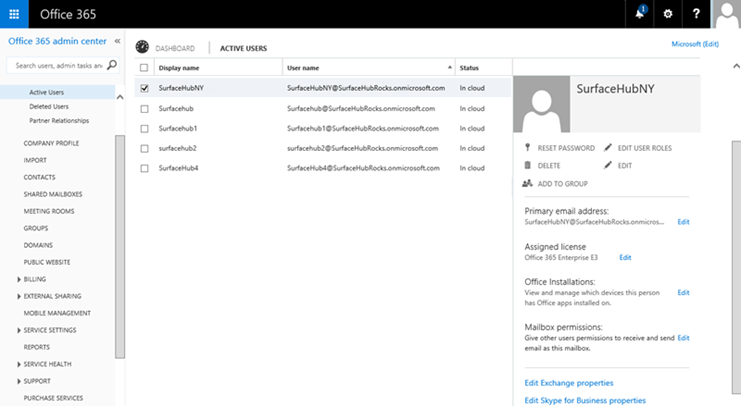 Office 365
1
?
Office 365 admin center «
Search users, admin tasks an
Active Users
Deleted Users
Partner Relationships
COMPANY PROFILE
IMPORT
CONTACTS
SHARED MAILBOXES
MEETING ROOMS
GROUPS
DOMAINS
PUBLIC WEBSITE
BILLING
EXTERNAL SHARING
MOBILE MANAGEMENT
SERVICE SETTINGS
REPORTS
SERVICE HEALTH
SUPPORT
PURCHASE SERVICES
DASHBOARD | ACTIVE USERS
Microsoft (Edit)
Display name User name Status
SurfaceHubNY SurfaceHubNY@SurfaceHubRocks.onmicrosoft.com In cloud
Surfacehub Surfacehub@SurfaceHubRocks.onmicrosoft.com In cloud
Surfacehub1 Surfacehub1@SurfaceHubRocks.onmicrosoft.com In cloud
surfacehub2 surfacehub2@SurfaceHubRocks.onmicrosoft.com In cloud
SurfaceHub4 SurfaceHub4@SurfaceHubRocks.onmicrosoft.com In cloud
SurfaceHubNY
RESET PASSWORD EDIT USER ROLES
DELETE EDIT
ADD TO GROUP
Primary email address:
SurfaceHubNY@SurfaceHubRocks.onmicros... Edit
Assigned license
Office 365 Enterprise E3 Edit
Office Installations:
View and manage which devices this person Edit
has Office apps installed on.
Mailbox permissions:
Give other users permissions to receive and send Edit
email as this mailbox.
Edit Exchange properties
Edit Skype for Business properties